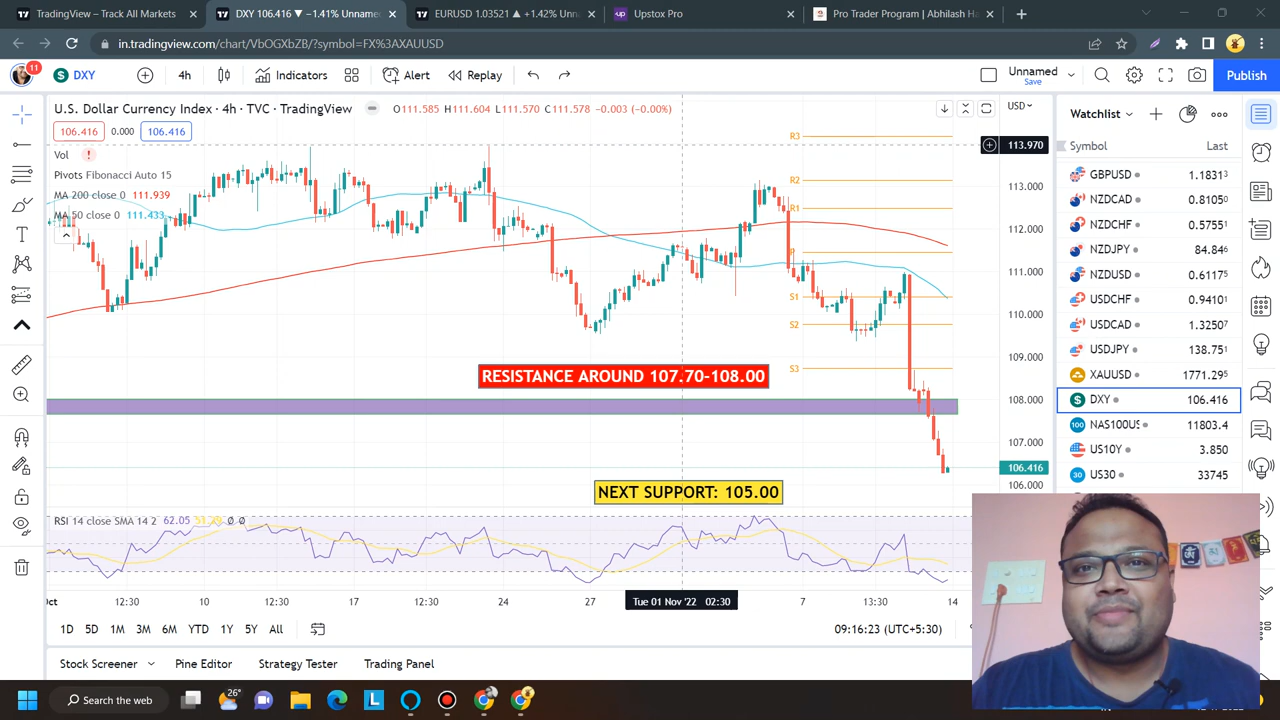 TradingView – Track All Markets
DXY 106.416 ▼ −1.41% Unname
EURUSD 1.03521 ▲ +1.42% Unn
Upstox Pro
Pro Trader Program | Abhilash H
in.tradingview.com/chart/VbOGXbZB/?symbol=FX%3AXAUUSD
11
DXY
4h
Indicators
Alert
Replay
Unnamed
Save
Publish
U.S. Dollar Currency Index · 4h · TVC · TradingView
O111.585 H111.604 L111.570 C111.578 −0.003 (−0.00%)
USD
106.416 0.000 106.416
Vol
Pivots Fibonacci Auto 15
MA 200 close 0 111.939
MA 50 close 0 111.433
R3
R2
R1
P
S1
S2
S3
113.970
113.000
112.000
111.000
110.000
109.000
108.000
107.000
106.416
106.000
RESISTANCE AROUND 107.70-108.00
NEXT SUPPORT: 105.00
RSI 14 close SMA 14 2 62.05 Ø Ø
Oct 12:30 10 12:30 17 12:30 24 27 Tue 01 Nov '22 02:30 7 13:30 14
1D 5D 1M 3M 6M YTD 1Y 5Y All
09:16:23 (UTC+5:30)
Stock Screener
Pine Editor
Strategy Tester
Trading Panel
Watchlist
Symbol Last
GBPUSD 1.18313
NZDCAD 0.81050
NZDCHF 0.57551
NZDJPY 84.846
NZDUSD 0.61175
USDCHF 0.94101
USDCAD 1.32507
USDJPY 138.751
XAUUSD 1771.295
DXY 106.416
NAS100US 11803.4
US10Y 3.850
US30 33745
26°
Search the web